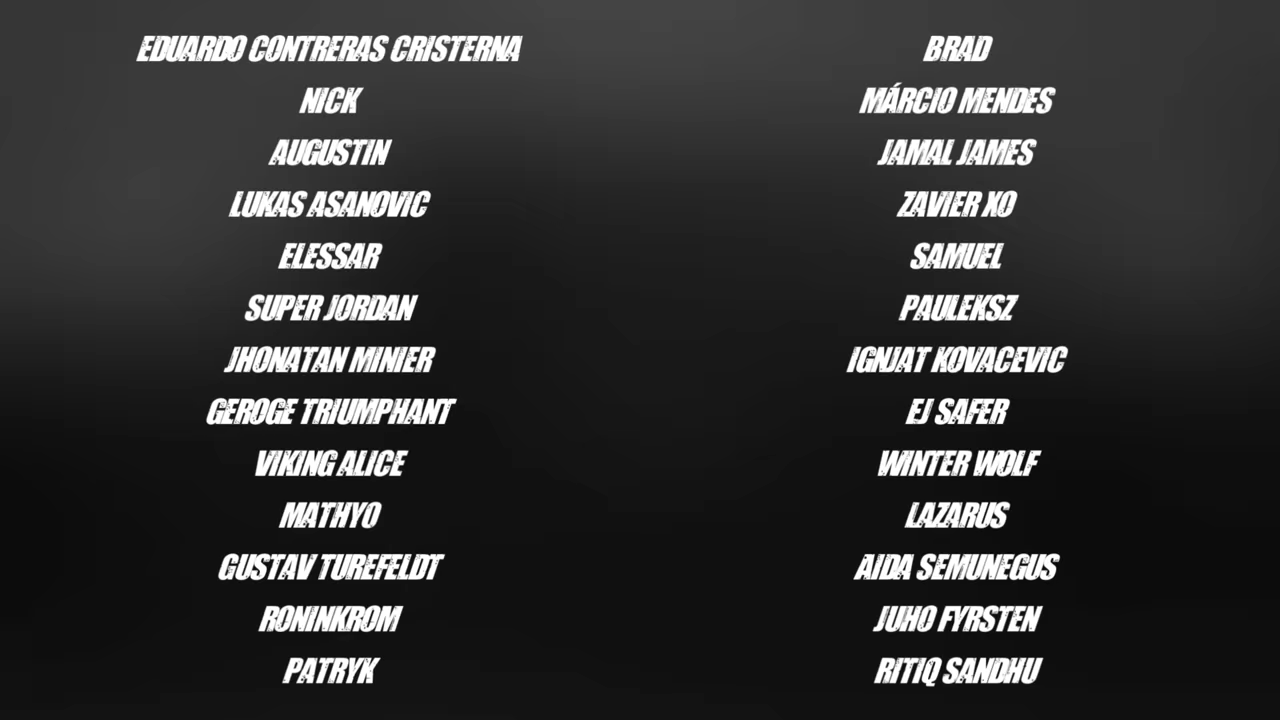 EDUARDO CONTRERAS CRISTERNA
NICK
AUGUSTIN
LUKAS ASANOVIC
ELESSAR
SUPER JORDAN
JHONATAN MINIER
GEROGE TRIUMPHANT
VIKING ALICE
MATHYO
GUSTAV TUREFELDT
RONINKROM
PATRYK
BRAD
MÁRCIO MENDES
JAMAL JAMES
ZAVIER XO
SAMUEL
PAULEKSZ
IGNJAT KOVACEVIC
EJ SAFER
WINTER WOLF
LAZARUS
AIDA SEMUNEGUS
JUHO FYRSTEN
RITIQ SANDHU